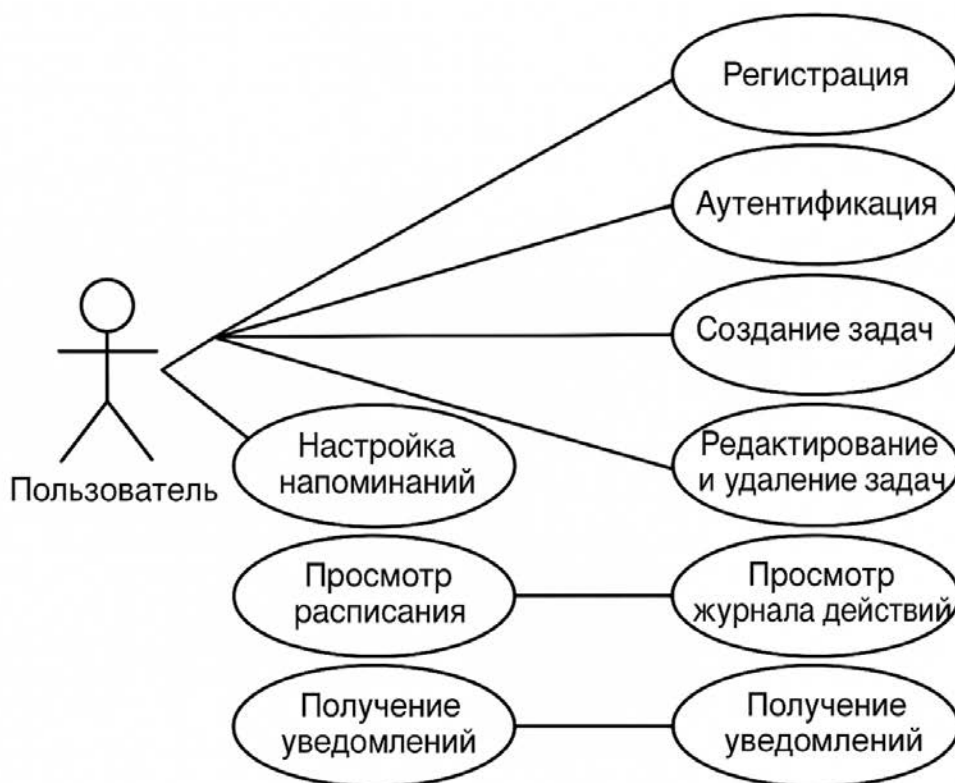 Регистрация
Аутентификация
Создание задач
Пользователь
Настройка
напоминаний
Редактирование
и удаление задач
Просмотр
расписания
Просмотр
журнала действий
Получение
уведомлений
Получение
уведомлений